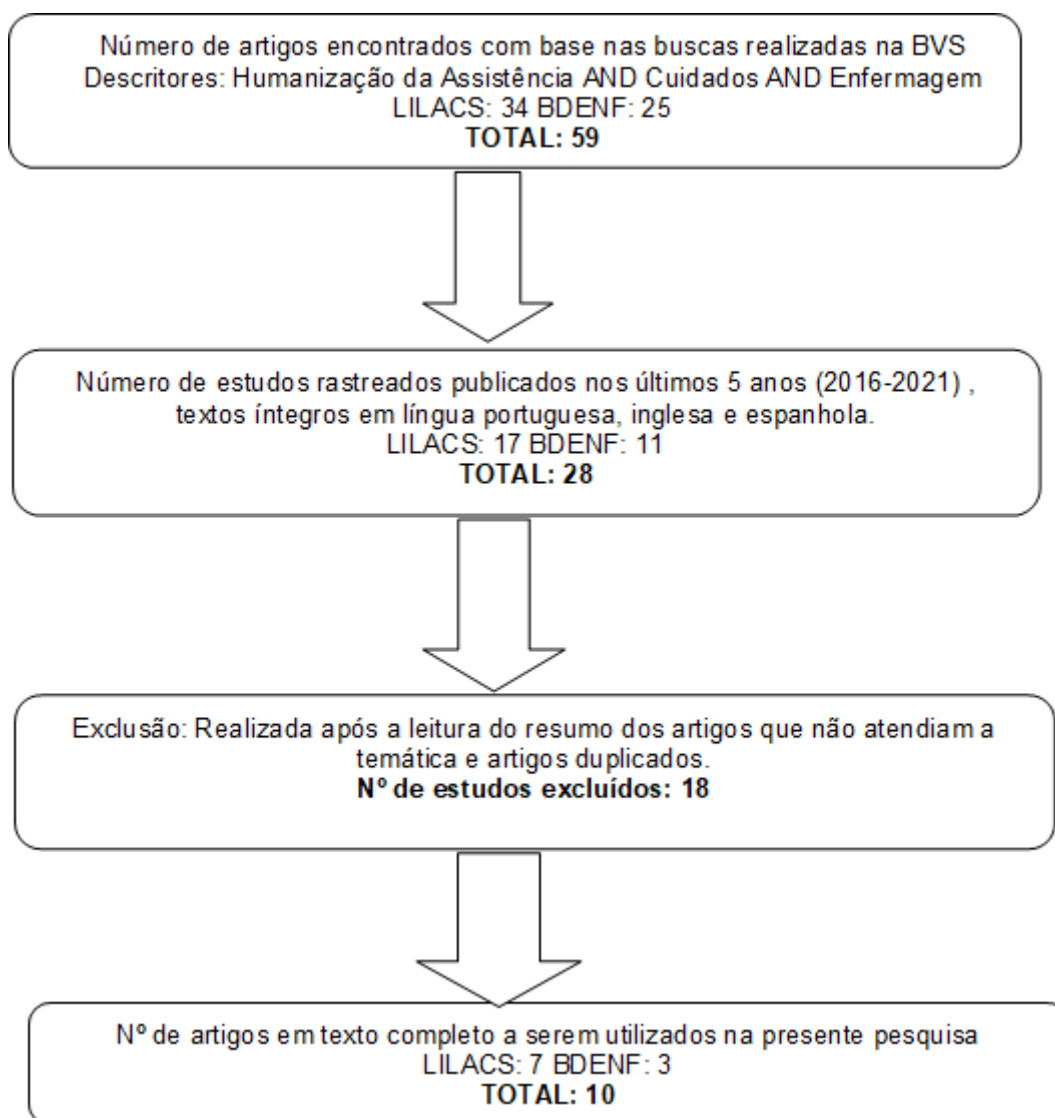 Número de artigos encontrados com base nas buscas realizadas na BVS
Descritores: Humanização da Assistência AND Cuidados AND Enfermagem
LILACS: 34 BDENF: 25
TOTAL: 59
Número de estudos rastreados publicados nos últimos 5 anos (2016-2021) ,
textos íntegros em língua portuguesa, inglesa e espanhola.
LILACS: 17 BDENF: 11
TOTAL: 28
Exclusão: Realizada após a leitura do resumo dos artigos que não atendiam a
temática e artigos duplicados.
Nº de estudos excluídos: 18
Nº de artigos em texto completo a serem utilizados na presente pesquisa
LILACS: 7 BDENF: 3
TOTAL: 10